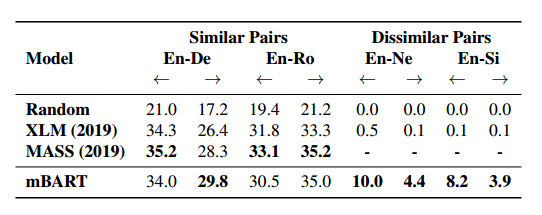 Similar Pairs Dissimilar Pairs
Model En-De En-Ro En-Ne En-Si
← → ← → ← → ← →
Random 21.0 17.2 19.4 21.2 0.0 0.0 0.0 0.0
XLM (2019) 34.3 26.4 31.8 33.3 0.5 0.1 0.1 0.1
MASS (2019) 35.2 28.3 33.1 35.2 - - - -
mBART 34.0 29.8 30.5 35.0 10.0 4.4 8.2 3.9